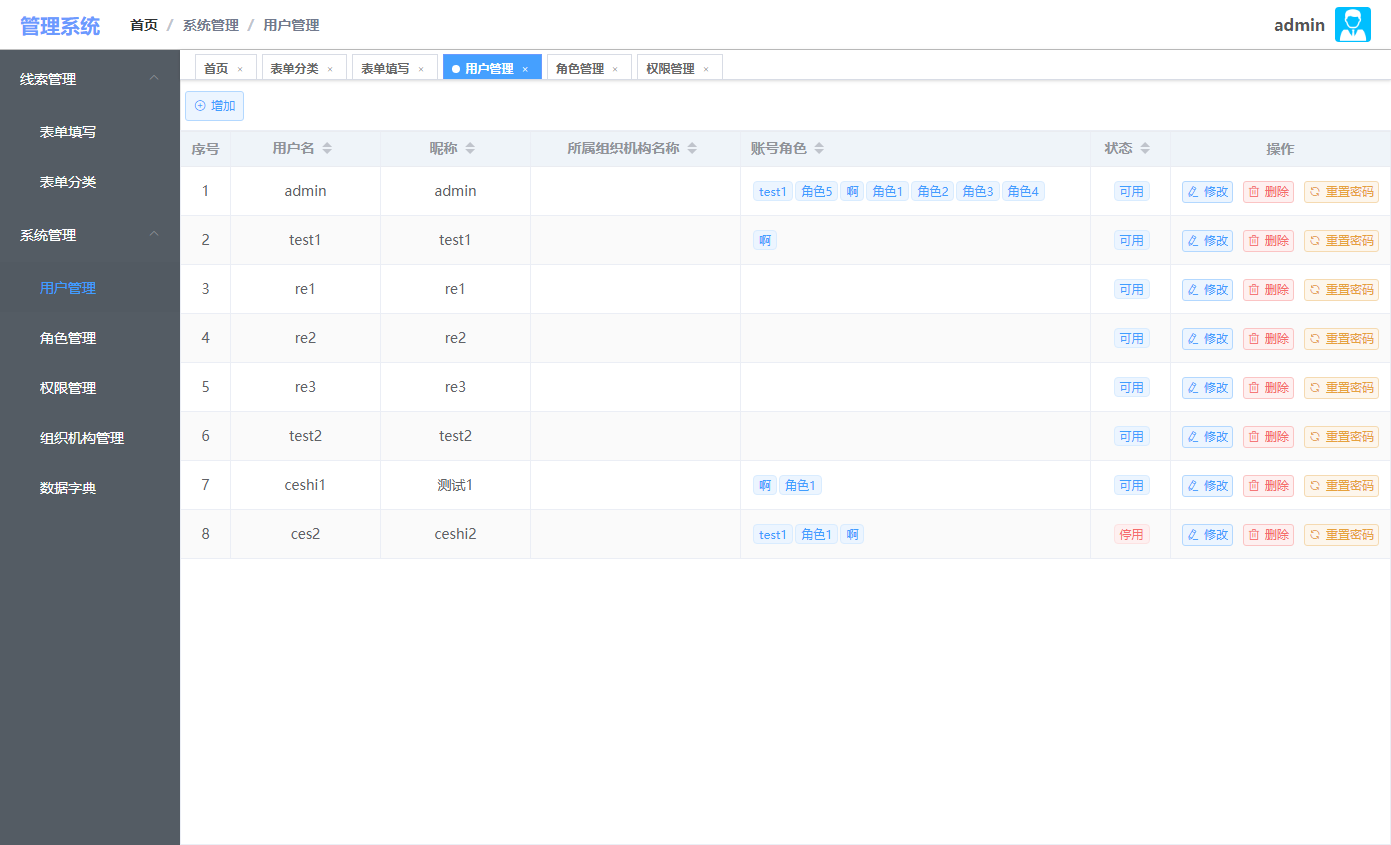 管理系统 首页 / 系统管理 / 用户管理 admin
线索管理
表单填写
表单分类
系统管理
用户管理
角色管理
权限管理
组织机构管理
数据字典
首页 × 表单分类 × 表单填写 × 用户管理 × 角色管理 × 权限管理 ×
增加
序号 用户名 昵称 所属组织机构名称 账号角色 状态 操作
1 admin admin test1 角色5 啊 角色1 角色2 角色3 角色4 可用 修改 删除 重置密码
2 test1 test1 啊 可用 修改 删除 重置密码
3 re1 re1 可用 修改 删除 重置密码
4 re2 re2 可用 修改 删除 重置密码
5 re3 re3 可用 修改 删除 重置密码
6 test2 test2 可用 修改 删除 重置密码
7 ceshi1 测试1 啊 角色1 可用 修改 删除 重置密码
8 ces2 ceshi2 test1 角色1 啊 停用 修改 删除 重置密码